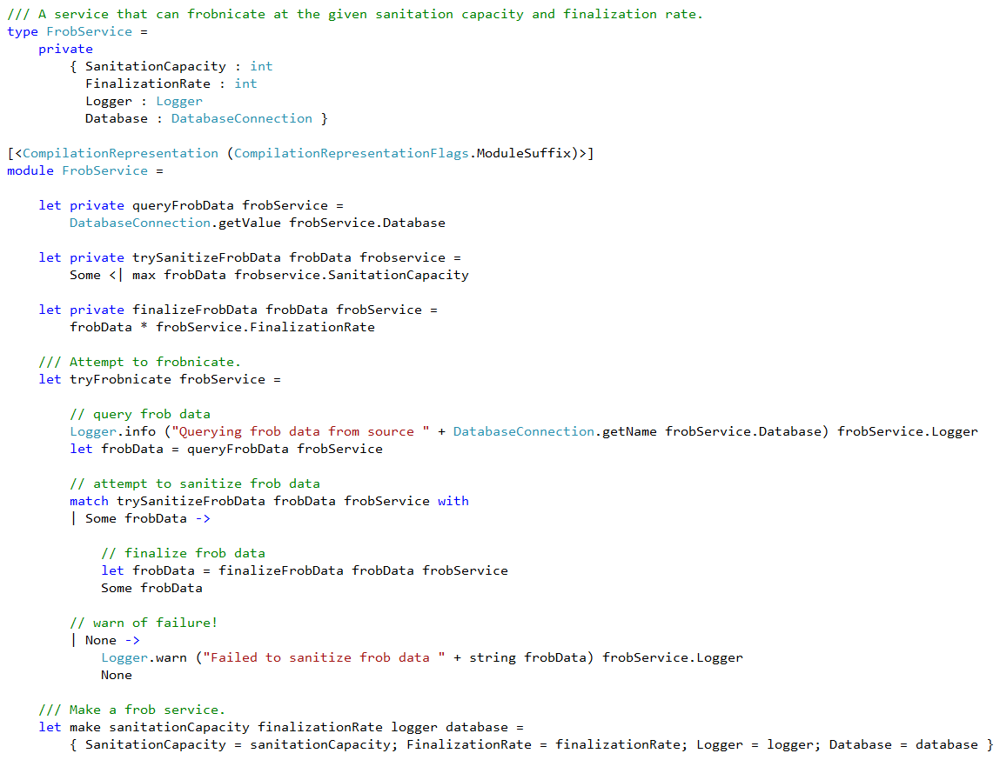 /// A service that can frobnicate at the given sanitation capacity and finalization rate.
type FrobService =
    private
        { SanitationCapacity : int
          FinalizationRate : int
          Logger : Logger
          Database : DatabaseConnection }

[<CompilationRepresentation (CompilationRepresentationFlags.ModuleSuffix)>]
module FrobService =

    let private queryFrobData frobService =
        DatabaseConnection.getValue frobService.Database

    let private trySanitizeFrobData frobData frobservice =
        Some <| max frobData frobservice.SanitationCapacity

    let private finalizeFrobData frobData frobService =
        frobData * frobService.FinalizationRate

    /// Attempt to frobnicate.
    let tryFrobnicate frobService =

        // query frob data
        Logger.info ("Querying frob data from source " + DatabaseConnection.getName frobService.Database) frobService.Logger
        let frobData = queryFrobData frobService

        // attempt to sanitize frob data
        match trySanitizeFrobData frobData frobService with
        | Some frobData ->

            // finalize frob data
            let frobData = finalizeFrobData frobData frobService
            Some frobData

        // warn of failure!
        | None ->
            Logger.warn ("Failed to sanitize frob data " + string frobData) frobService.Logger
            None

    /// Make a frob service.
    let make sanitationCapacity finalizationRate logger database =
        { SanitationCapacity = sanitationCapacity; FinalizationRate = finalizationRate; Logger = logger; Database = database }